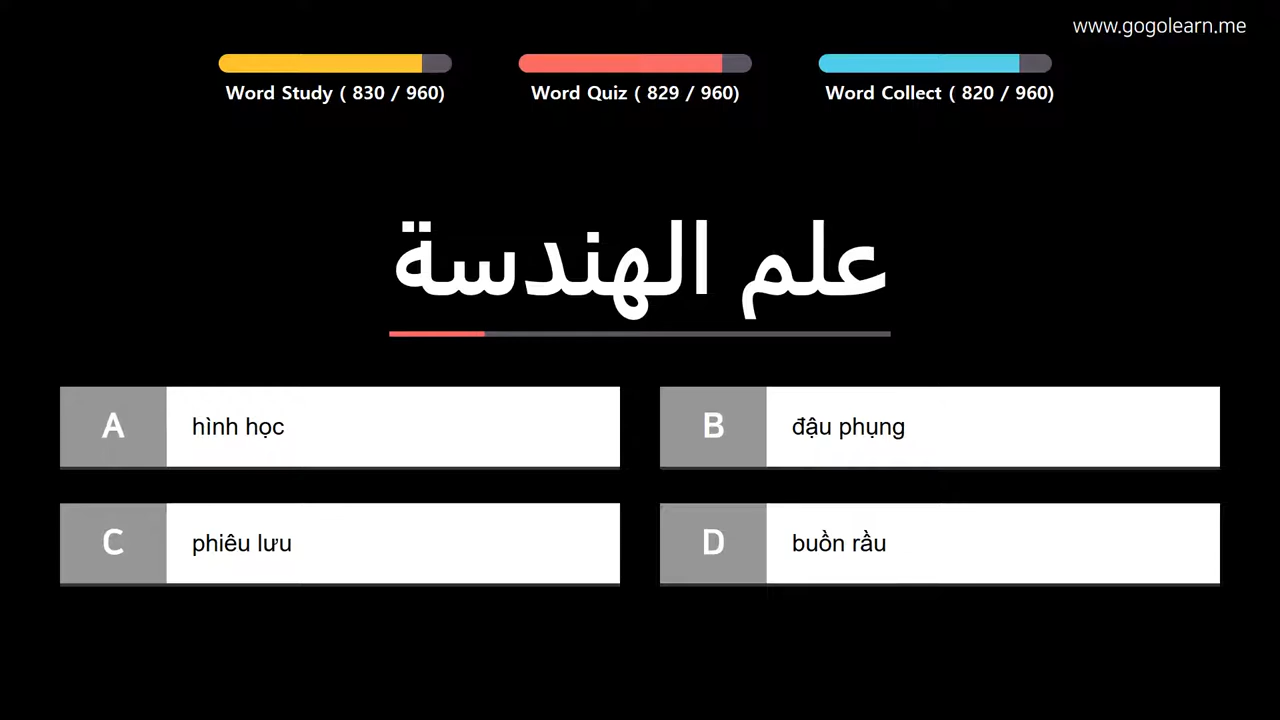 www.gogolearn.me
Word Study ( 830 / 960)
Word Quiz ( 829 / 960)
Word Collect ( 820 / 960)
علم الهندسة
A
hình học
B
đậu phụng
C
phiêu lưu
D
buồn rầu